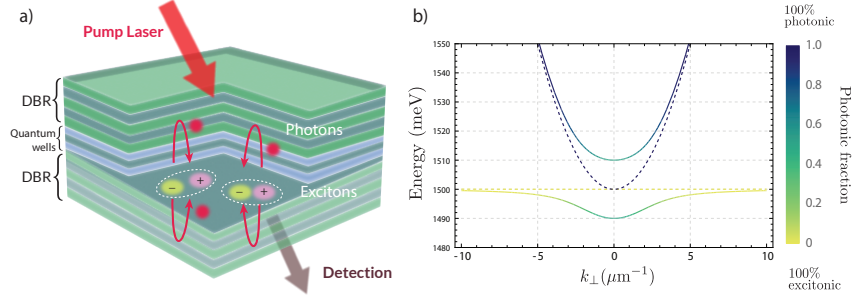 a)
Pump Laser
DBR
Quantum
wells
DBR
Photons
Excitons
−
+
−
+
Detection
b)
Energy (meV)
1550
1540
1530
1520
1510
1500
1490
1480
-10
-5
0
5
10
k⊥(μm⁻¹)
100%
photonic
1.0
0.8
0.6
0.4
0.2
0
Photonic fraction
100%
excitonic